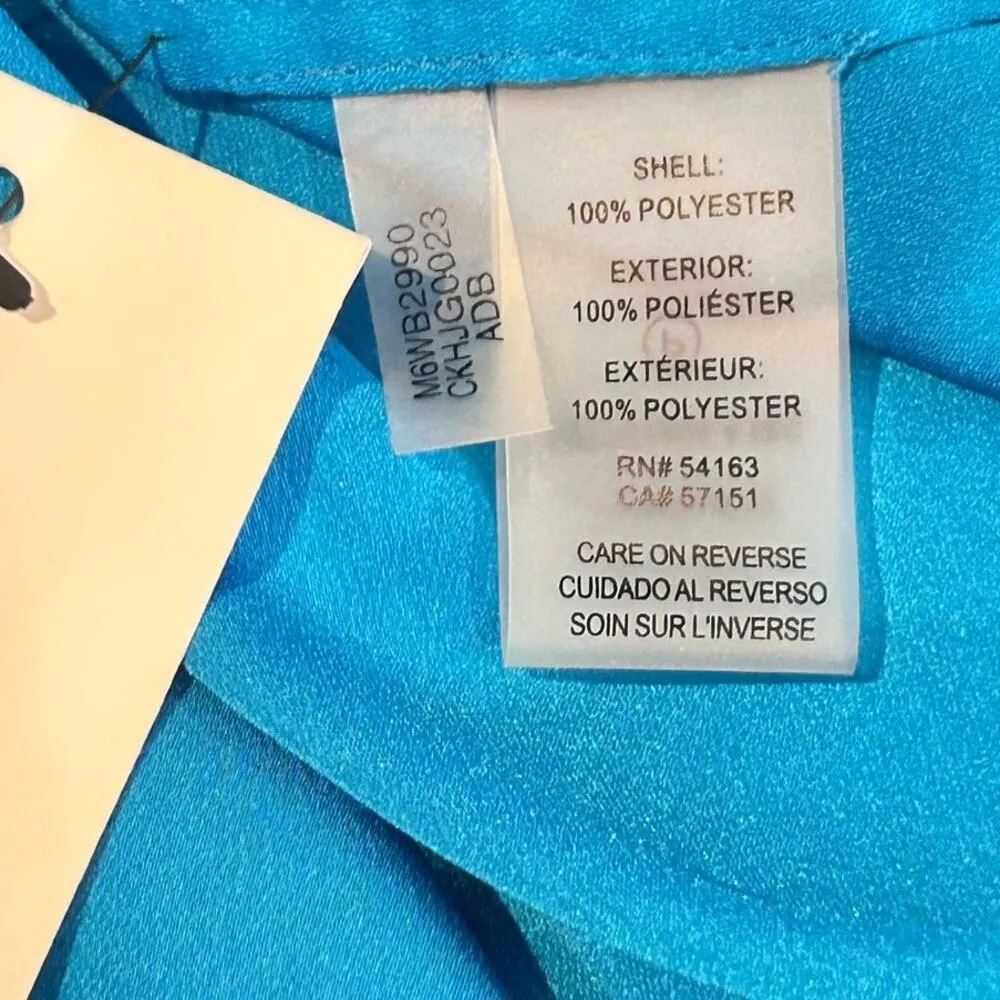 M6WB2990
CKHJG0023
ADB
SHELL:
100% POLYESTER
EXTERIOR:
100% POLIÉSTER
EXTÉRIEUR:
100% POLYESTER
RN# 54163
CA# 57151
CARE ON REVERSE
CUIDADO AL REVERSO
SOIN SUR L'INVERSE